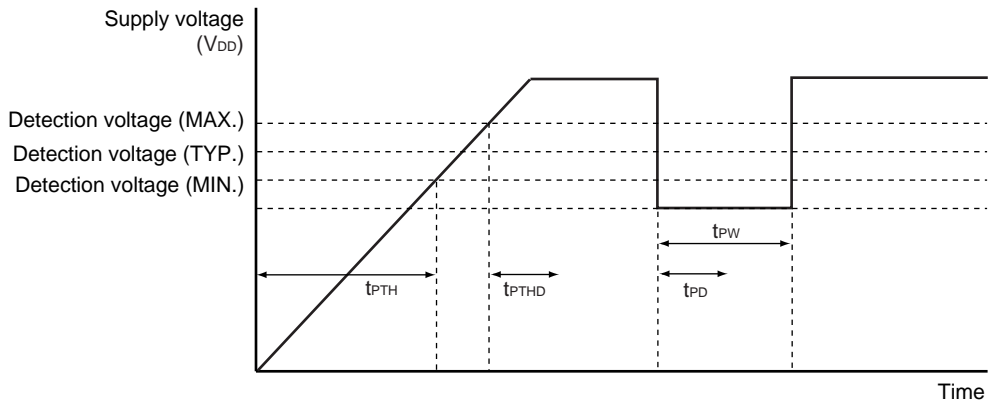 Supply voltage
(VDD)
Detection voltage (MAX.)
Detection voltage (TYP.)
Detection voltage (MIN.)
tPW
tPTH
tPTHD
tPD
Time